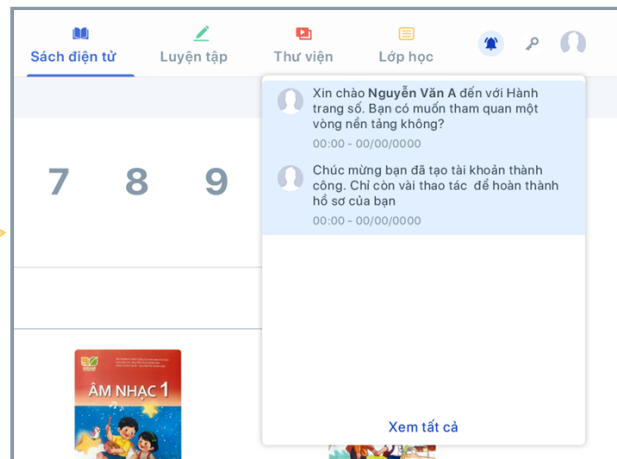 Sách điện tử
Luyện tập
Thư viện
Lớp học
Xin chào Nguyễn Văn A đến với Hành
trang số. Bạn có muốn tham quan một
vòng nền tảng không?
00:00 - 00/00/0000
Chúc mừng bạn đã tạo tài khoản thành
công. Chỉ còn vài thao tác để hoàn thành
hồ sơ của bạn
00:00 - 00/00/0000
7 8 9
ÂM NHẠC 1
Xem tất cả